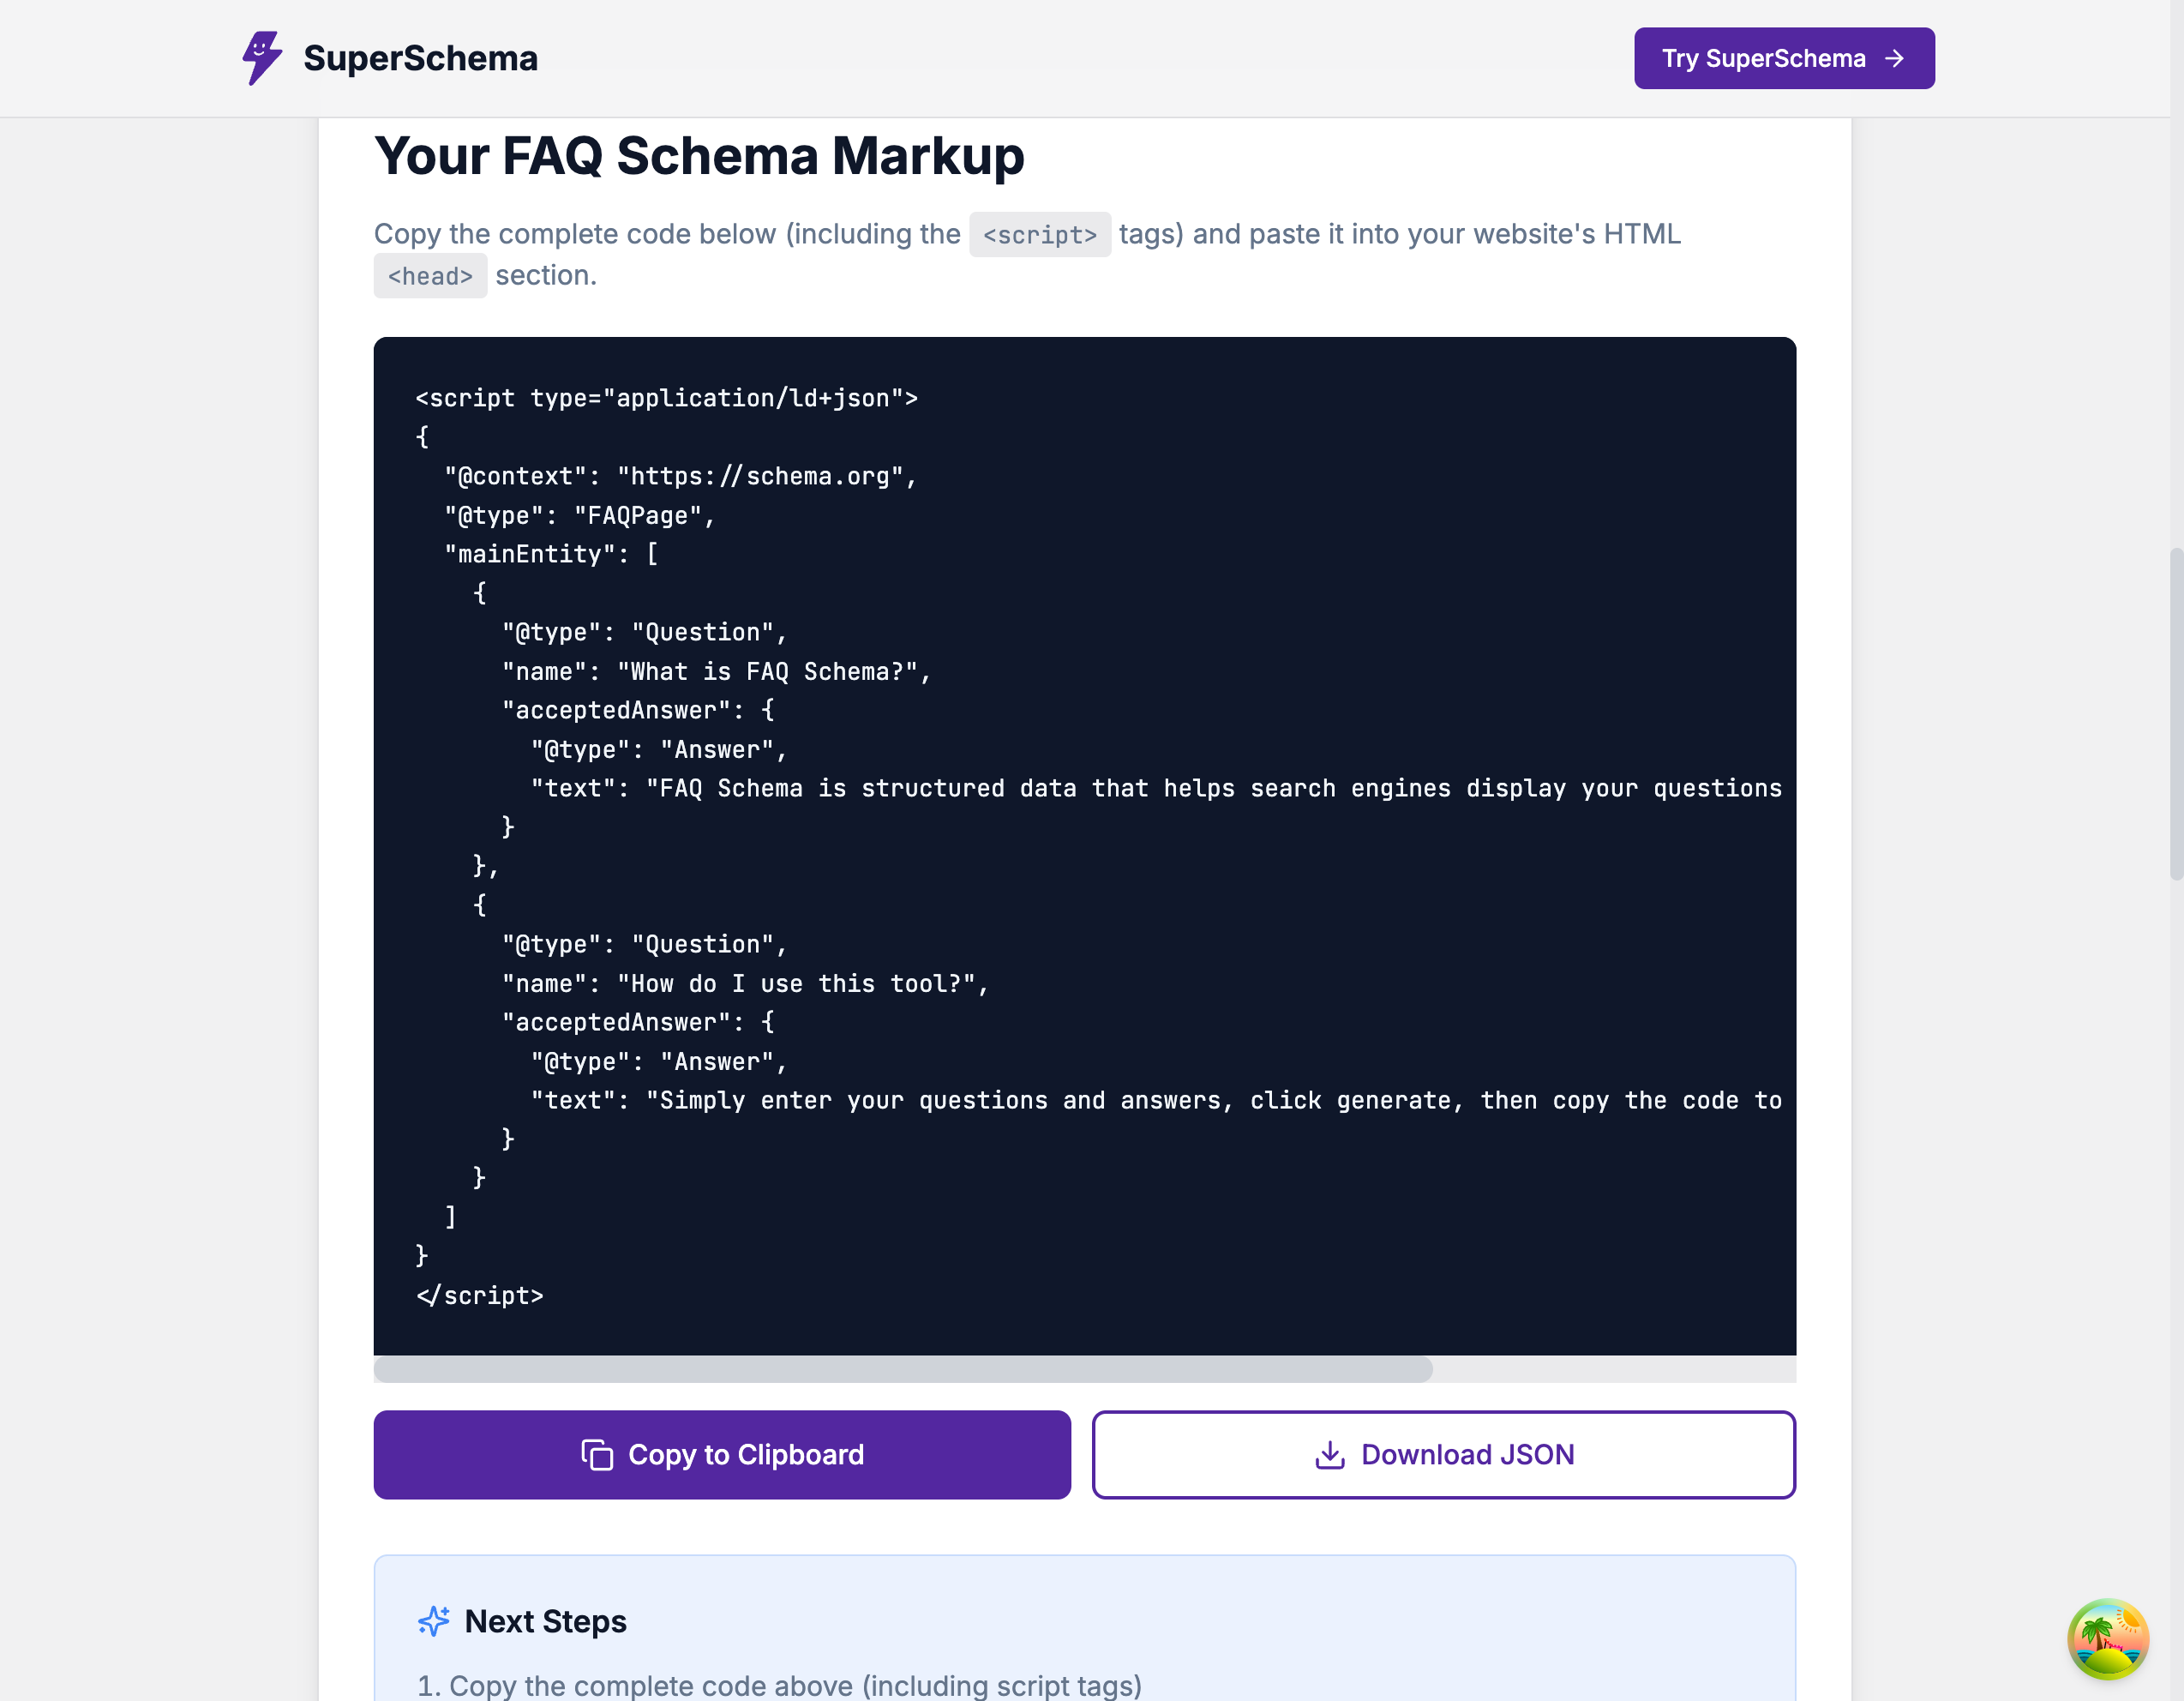 SuperSchema
Try SuperSchema →
Your FAQ Schema Markup
Copy the complete code below (including the <script> tags) and paste it into your website's HTML
<head> section.
<script type="application/ld+json">
{
  "@context": "https://schema.org",
  "@type": "FAQPage",
  "mainEntity": [
    {
      "@type": "Question",
      "name": "What is FAQ Schema?",
      "acceptedAnswer": {
        "@type": "Answer",
        "text": "FAQ Schema is structured data that helps search engines display your questions
      }
    },
    {
      "@type": "Question",
      "name": "How do I use this tool?",
      "acceptedAnswer": {
        "@type": "Answer",
        "text": "Simply enter your questions and answers, click generate, then copy the code to
      }
    }
  ]
}
</script>
Copy to Clipboard
Download JSON
Next Steps
1. Copy the complete code above (including script tags)